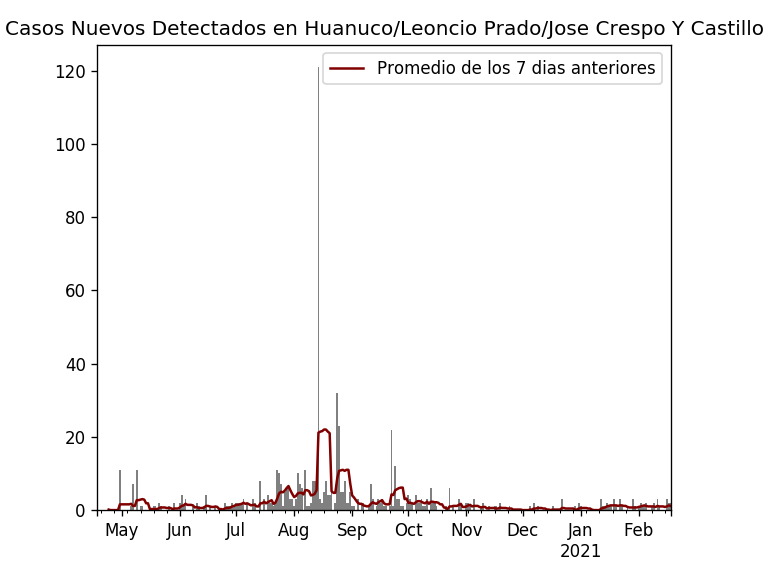 Casos Nuevos Detectados en Huanuco/Leoncio Prado/Jose Crespo Y Castillo
Promedio de los 7 dias anteriores
120
100
80
60
40
20
0
May Jun Jul Aug Sep Oct Nov Dec Jan Feb
2021